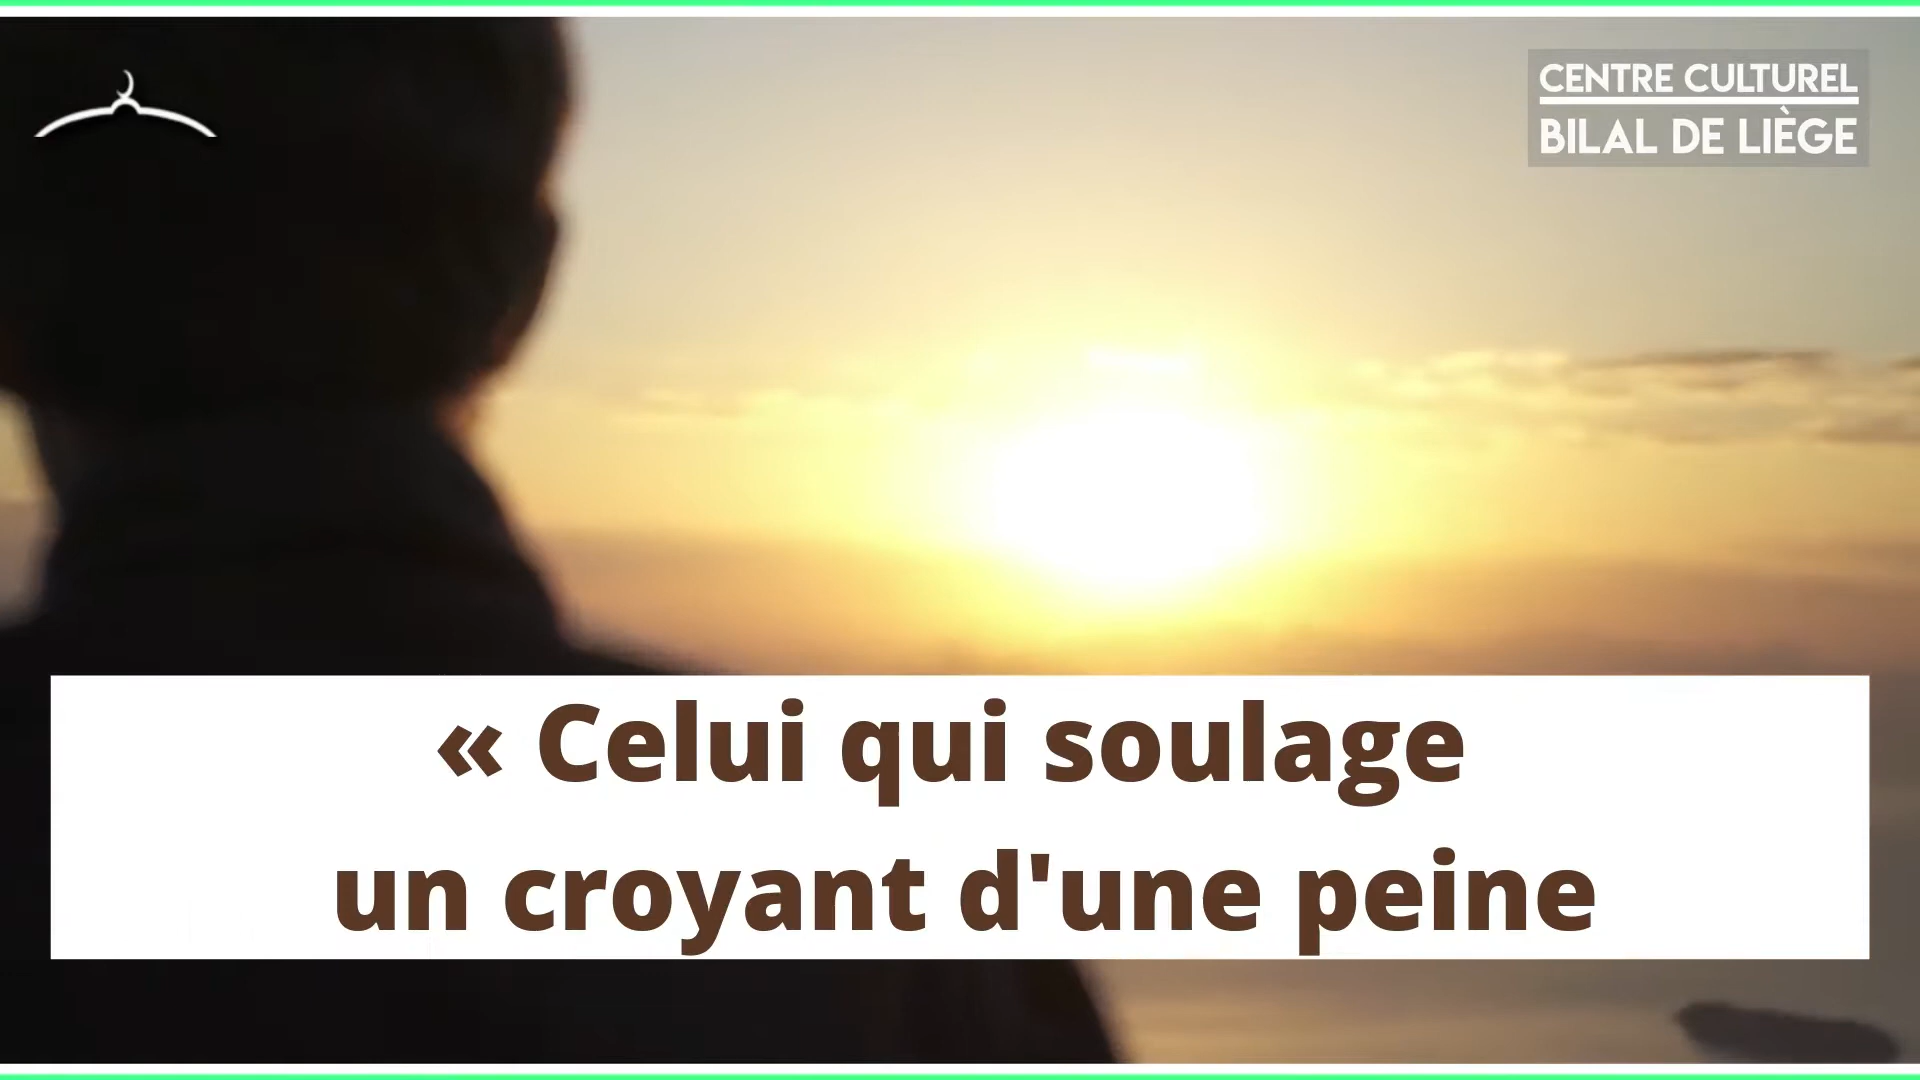 CENTRE CULTUREL
BILAL DE LIÈGE
« Celui qui soulage
un croyant d'une peine